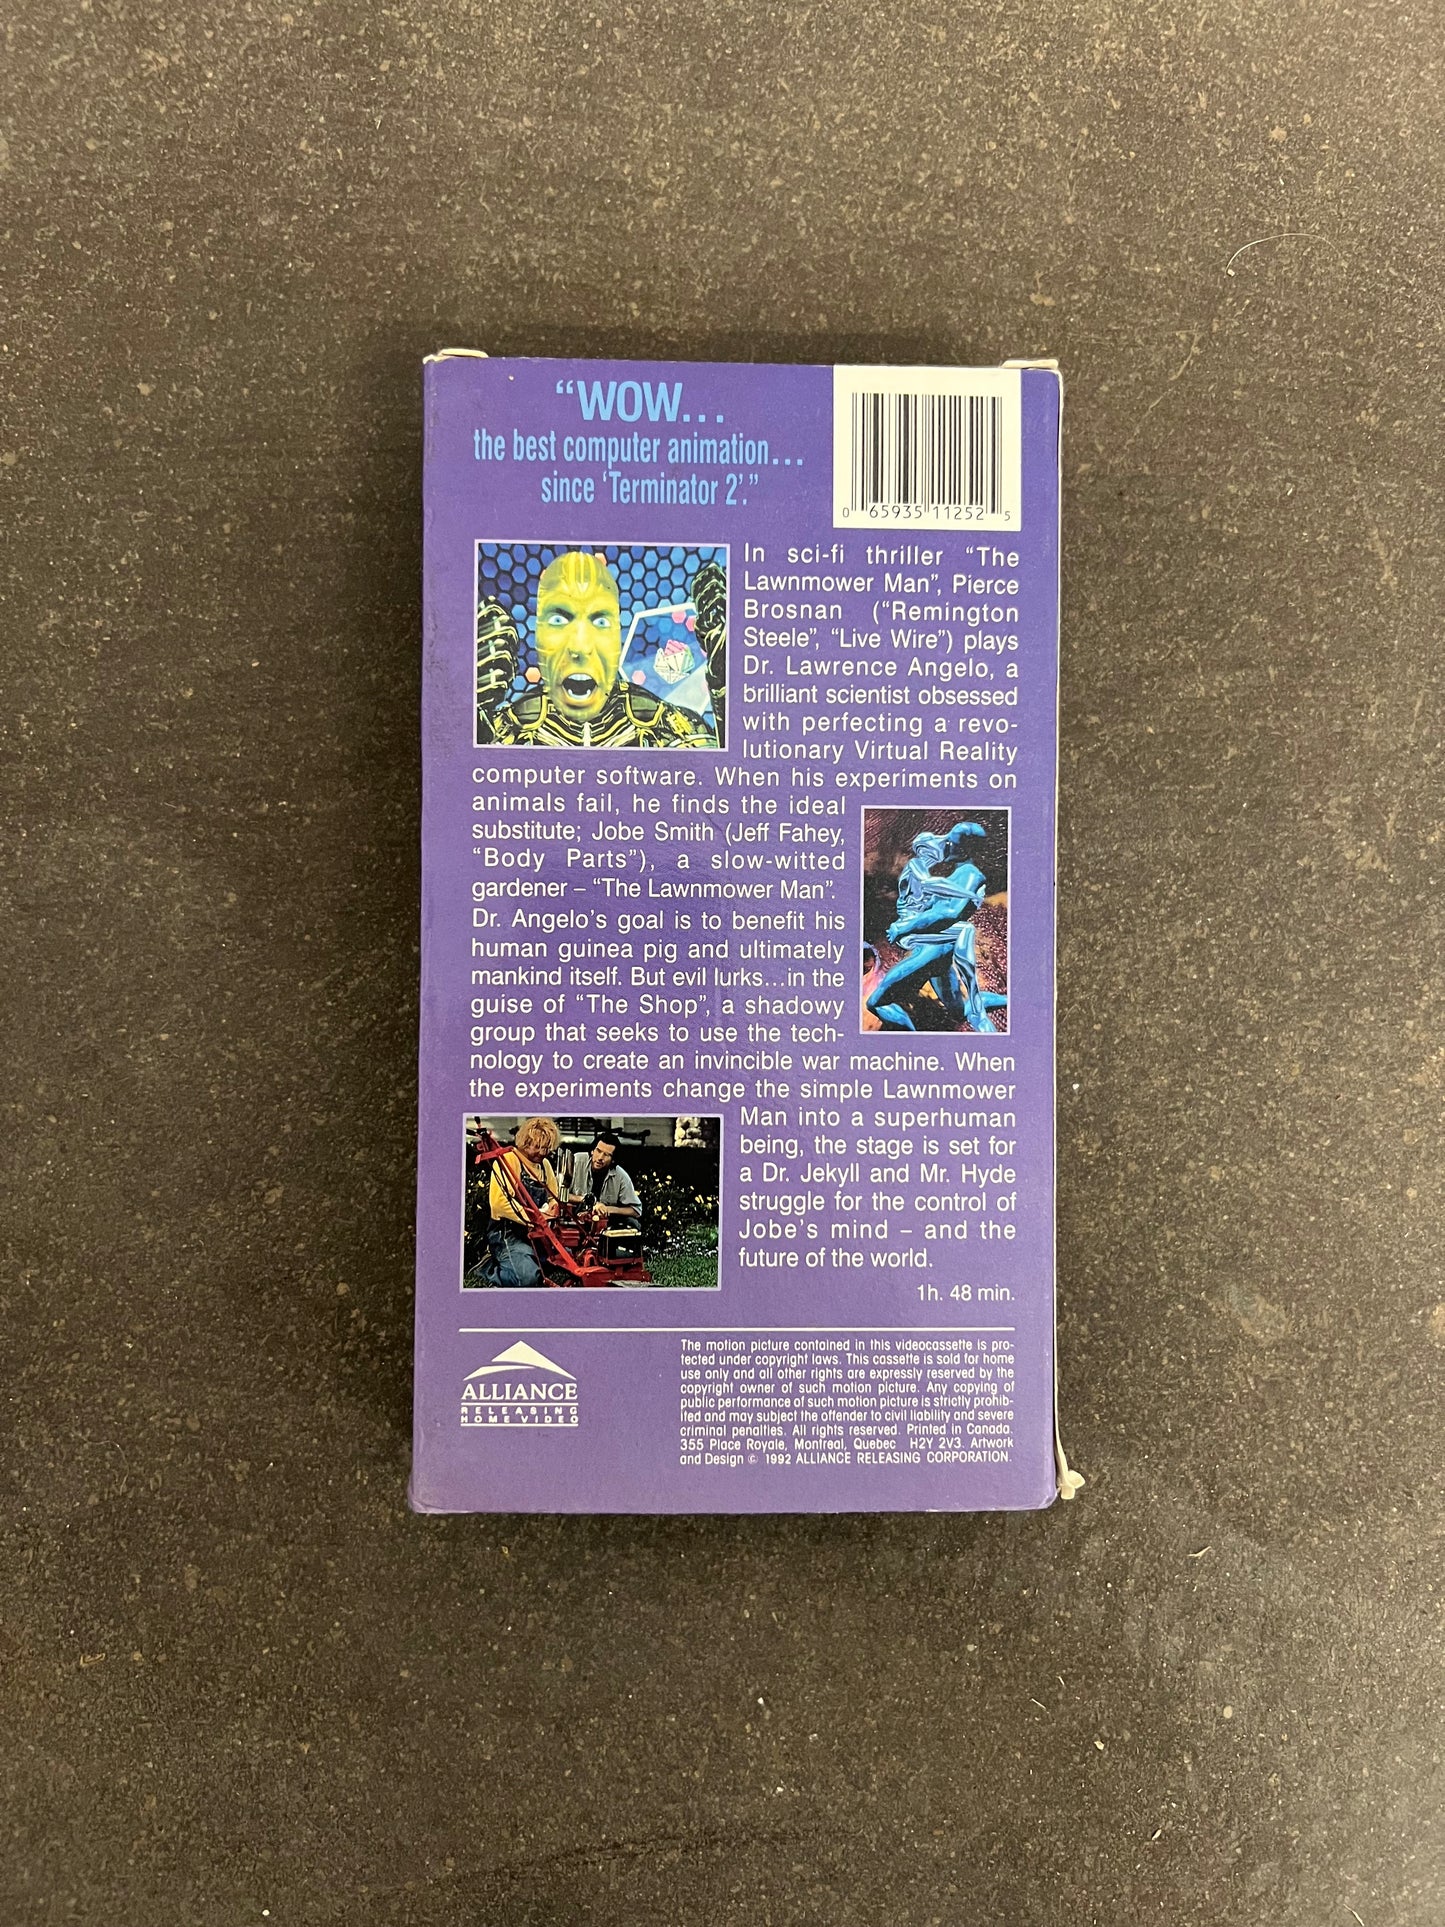 “WOW...
the best computer animation...
since ‘Terminator 2’.”
0 65935 11252 5
In sci-fi thriller “The
Lawnmower Man”, Pierce
Brosnan (“Remington
Steele”, “Live Wire”) plays
Dr. Lawrence Angelo, a
brilliant scientist obsessed
with perfecting a revo-
lutionary Virtual Reality
computer software. When his experiments on
animals fail, he finds the ideal
substitute; Jobe Smith (Jeff Fahey,
“Body Parts”), a slow-witted
gardener – “The Lawnmower Man”.
Dr. Angelo’s goal is to benefit his
human guinea pig and ultimately
mankind itself. But evil lurks...in the
guise of “The Shop”, a shadowy
group that seeks to use the tech-
nology to create an invincible war machine. When
the experiments change the simple Lawnmower
Man into a superhuman
being, the stage is set for
a Dr. Jekyll and Mr. Hyde
struggle for the control of
Jobe’s mind – and the
future of the world.
1h. 48 min.
ALLIANCE
RELEASING
HOME VIDEO
The motion picture contained in this videocassette is pro-
tected under copyright laws. This cassette is sold for home
use only and all other rights are expressly reserved by the
copyright owner of such motion picture. Any copying of
public performance of such motion picture is strictly prohib-
ited and may subject the offender to civil liability and severe
criminal penalties. All rights reserved. Printed in Canada.
355 Place Royale, Montreal, Quebec H2Y 2V3. Artwork
and Design © 1992 ALLIANCE RELEASING CORPORATION.